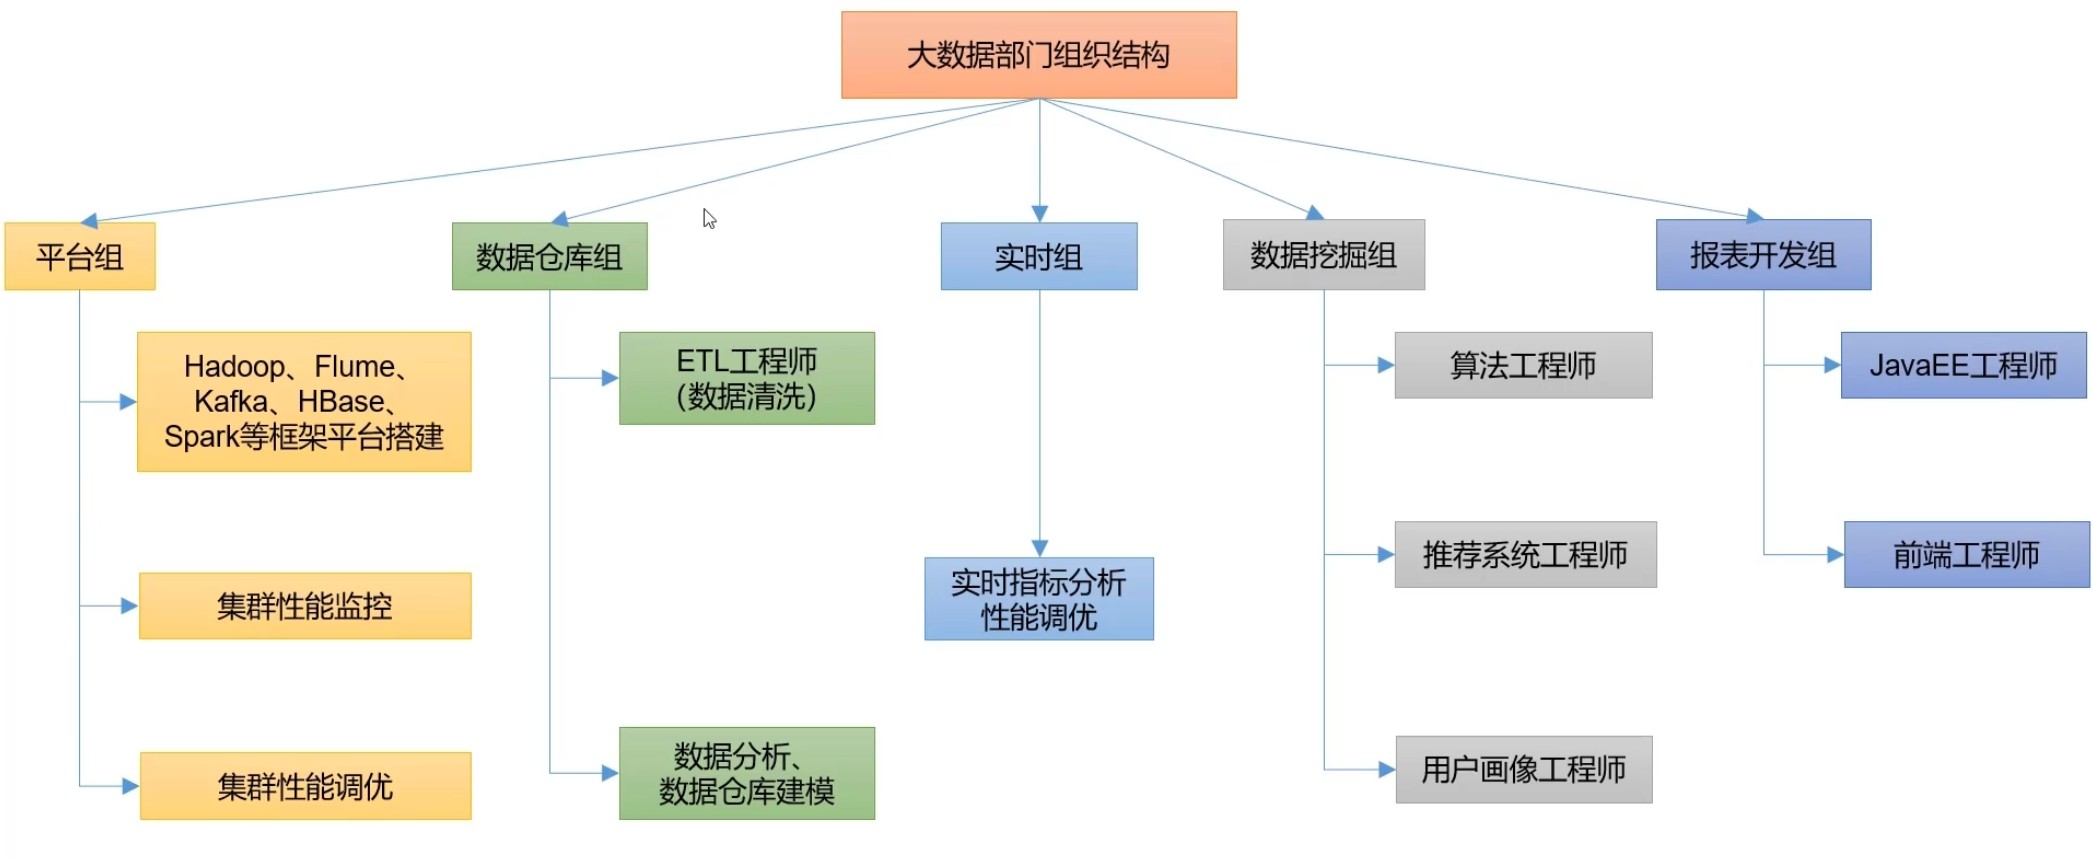 大数据部门组织结构
平台组
数据仓库组
实时组
数据挖掘组
报表开发组
Hadoop、Flume、
Kafka、HBase、
Spark等框架平台搭建
集群性能监控
集群性能调优
ETL工程师
（数据清洗）
数据分析、
数据仓库建模
实时指标分析
性能调优
算法工程师
推荐系统工程师
用户画像工程师
JavaEE工程师
前端工程师